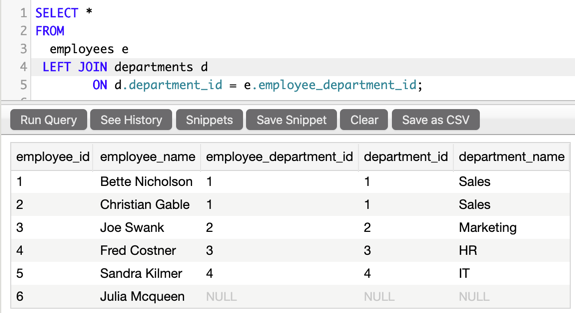 1 SELECT *
2 FROM
3 employees e
4 LEFT JOIN departments d
5 ON d.department_id = e.employee_department_id;
Run Query See History Snippets Save Snippet Clear Save as CSV
employee_id employee_name employee_department_id department_id department_name
1 Bette Nicholson 1 1 Sales
2 Christian Gable 1 1 Sales
3 Joe Swank 2 2 Marketing
4 Fred Costner 3 3 HR
5 Sandra Kilmer 4 4 IT
6 Julia Mcqueen NULL NULL NULL